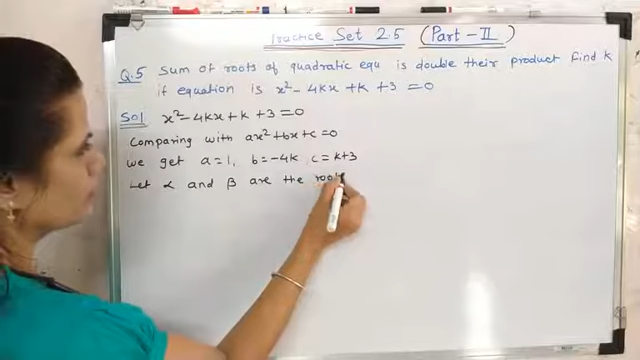 Practice Set 2.5 (Part-II)
Q.5 Sum of roots of quadratic equ is double their product find k
if equation is x²-4kx+k+3=0
Sol x²-4kx+k+3=0
Comparing with ax²+bx+c=0
we get a=1, b=-4k, c=k+3
Let α and β are the roots